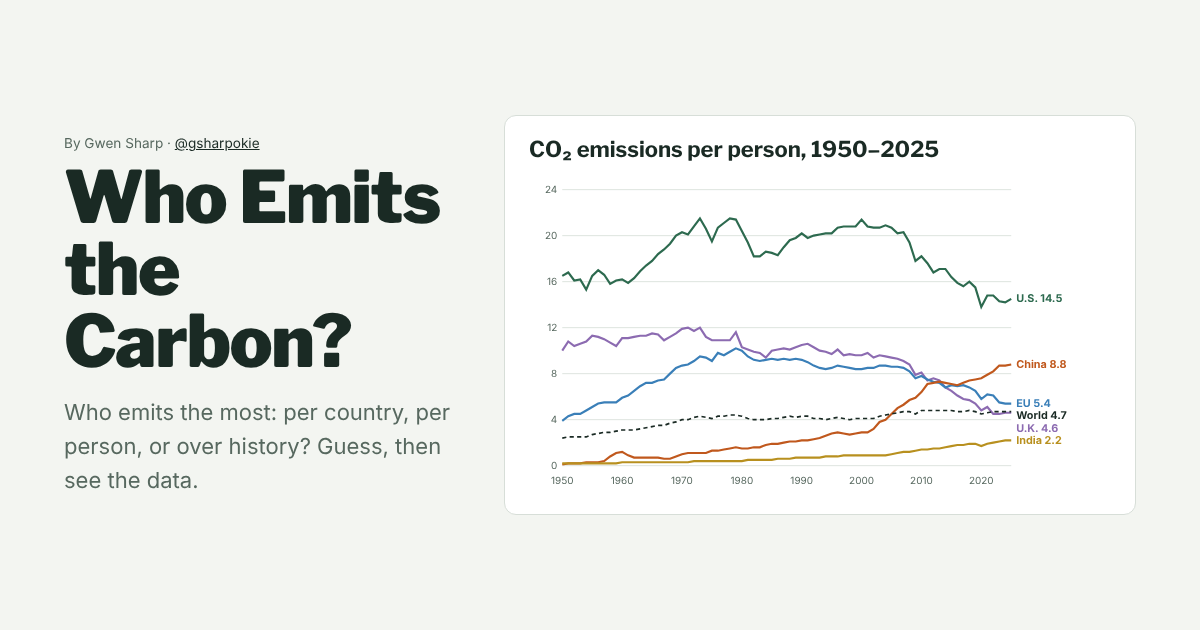 By Gwen Sharp · @gsharpokie
Who Emits
the
Carbon?
Who emits the most: per country, per
person, or over history? Guess, then
see the data.
CO₂ emissions per person, 1950–2025
24
20
16
12
8
4
0
1950 1960 1970 1980 1990 2000 2010 2020
U.S. 14.5
China 8.8
EU 5.4
World 4.7
U.K. 4.6
India 2.2